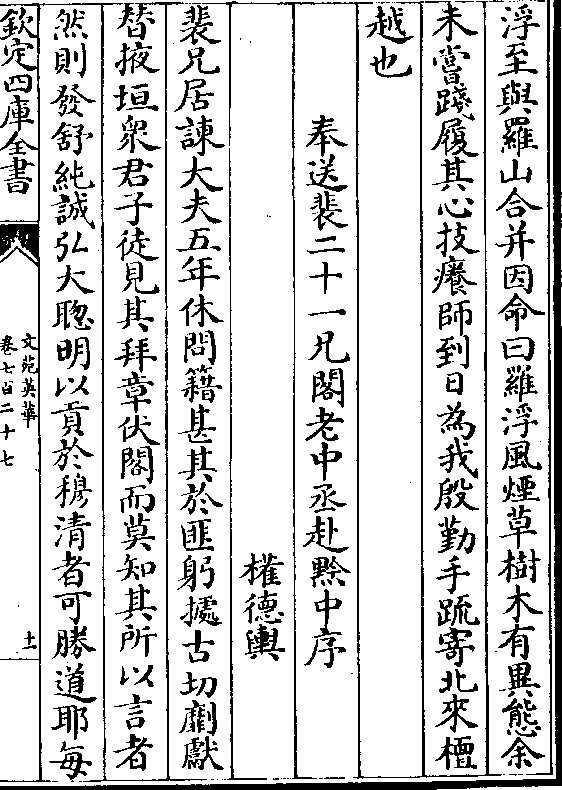 浮至與羅山合并因命曰羅浮風煙草樹木有異態余
未嘗踐履其心技癢師到日為我殷勤手疏寄北來檀
越也
奉送裴二十一兄閣老中丞赴黔中序
權德輿
裴兄居諫大夫五年休問籍甚其於匪躬據古切劘獻
替掖垣衆君子徒見其拜章伏閤而莫知其所以言者
然則發舒純誠弘大聰明以貢於穆清者可勝道耶每
欽定四庫全書
文苑英華
卷七百二十七
十一